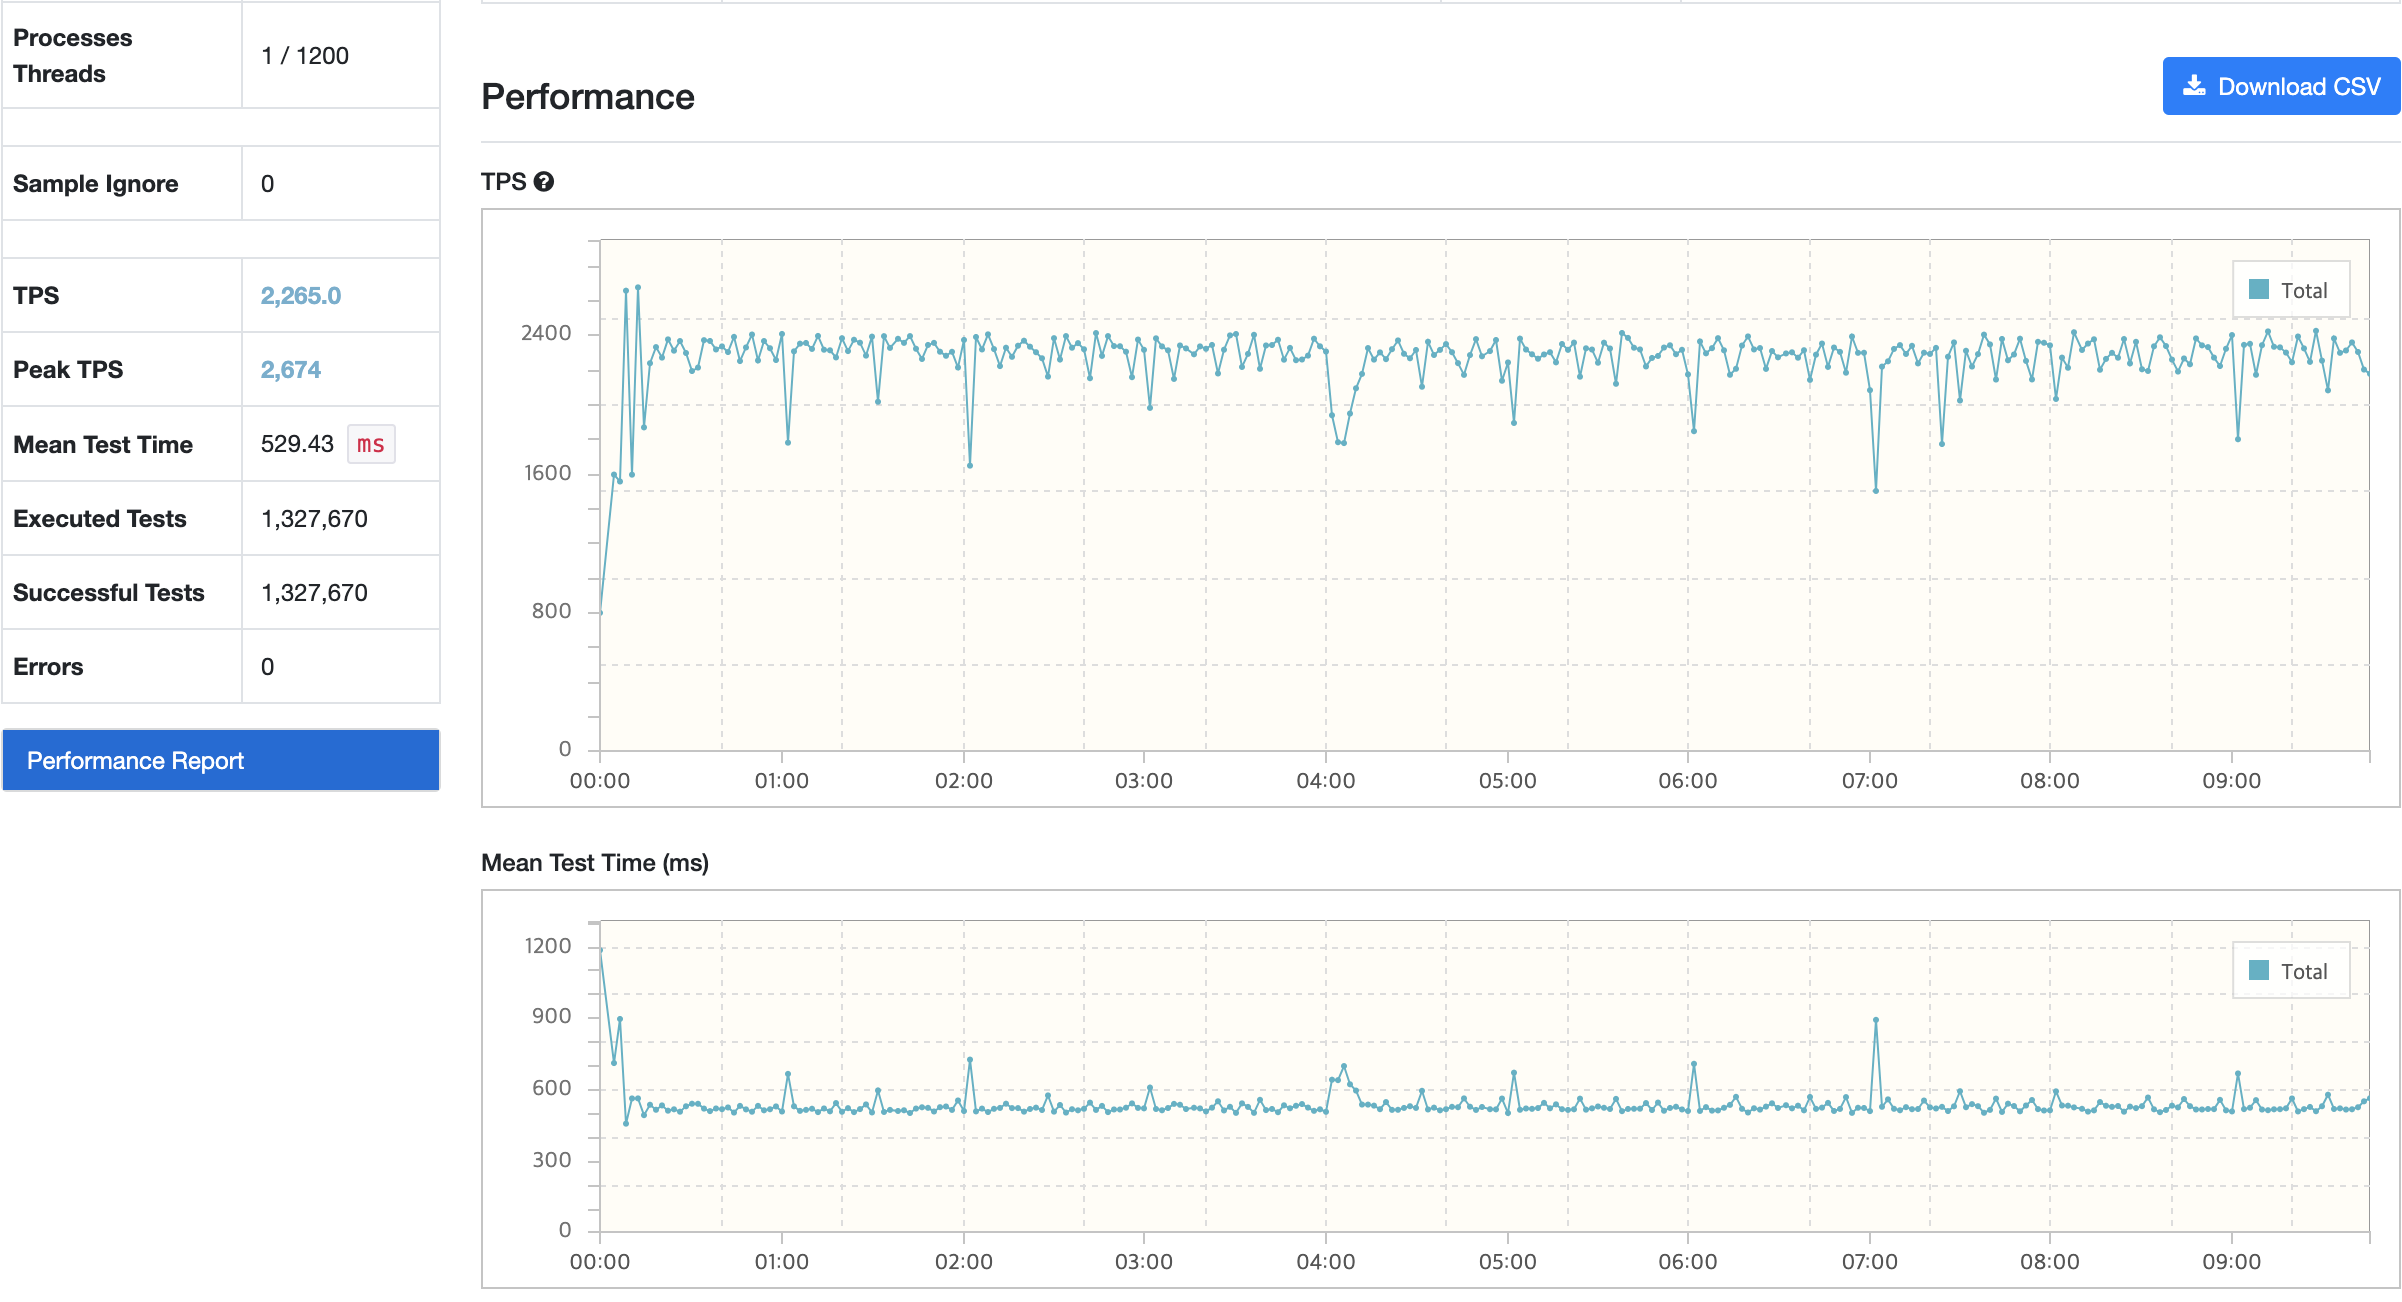 Processes
Threads
1 / 1200
Sample Ignore
0
TPS
2,265.0
Peak TPS
2,674
Mean Test Time
529.43 ms
Executed Tests
1,327,670
Successful Tests
1,327,670
Errors
0
Performance Report
Performance
Download CSV
TPS ?
2400
1600
800
0
Total
00:00 01:00 02:00 03:00 04:00 05:00 06:00 07:00 08:00 09:00
Mean Test Time (ms)
1200
900
600
300
0
Total
00:00 01:00 02:00 03:00 04:00 05:00 06:00 07:00 08:00 09:00